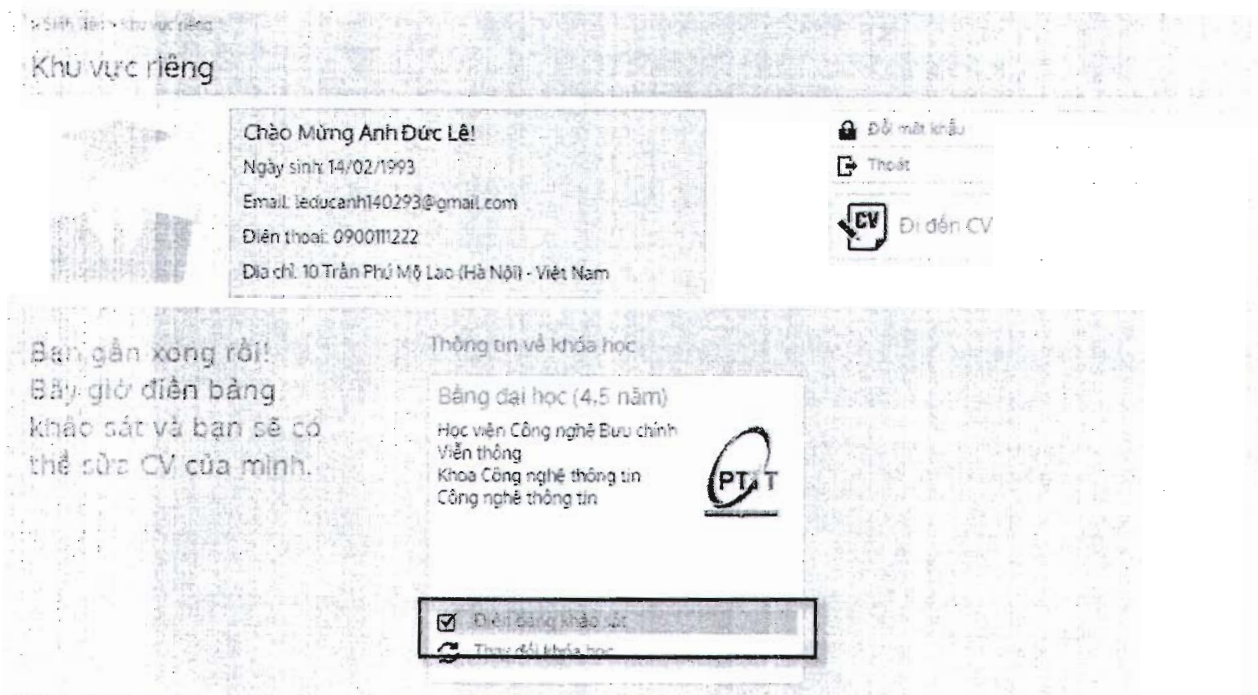 Khu vực riêng
Chào Mừng Anh Đức Lê!
Ngày sinh: 14/02/1993
Email: leducanh140293@gmail.com
Điện thoại: 0900111222
Địa chỉ: 10 Trần Phú Mộ Lao (Hà Nội) - Việt Nam
Đổi mật khẩu
Thoát
CV Đi đến CV
Bạn gần xong rồi!
Bây giờ điền bảng
khảo sát và bạn sẽ có
thể sửa CV của mình.
Thông tin về khóa học
Bằng đại học (4.5 năm)
Học viện Công nghệ Bưu chính
Viễn thông
Khoa Công nghệ thông tin
Công nghệ thông tin
PTIT
Điền bảng khảo sát
Thay đổi khóa học